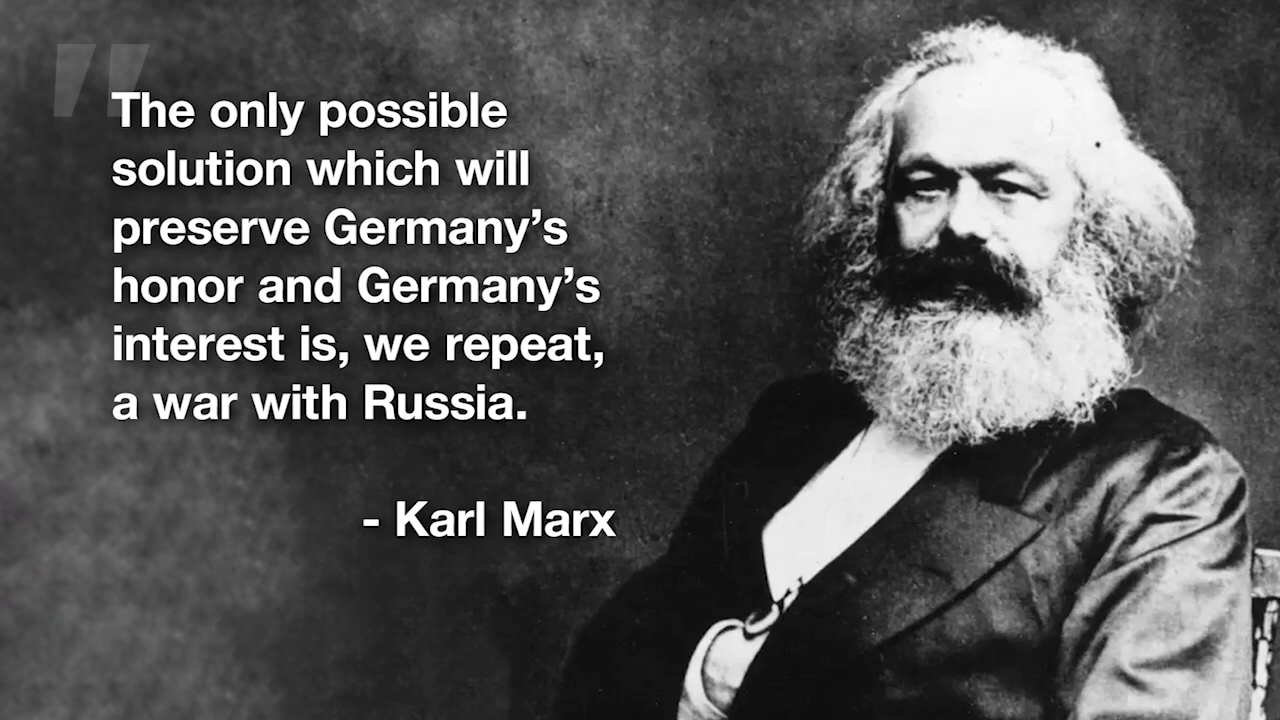 "The only possible
solution which will
preserve Germany’s
honor and Germany’s
interest is, we repeat,
a war with Russia.
- Karl Marx